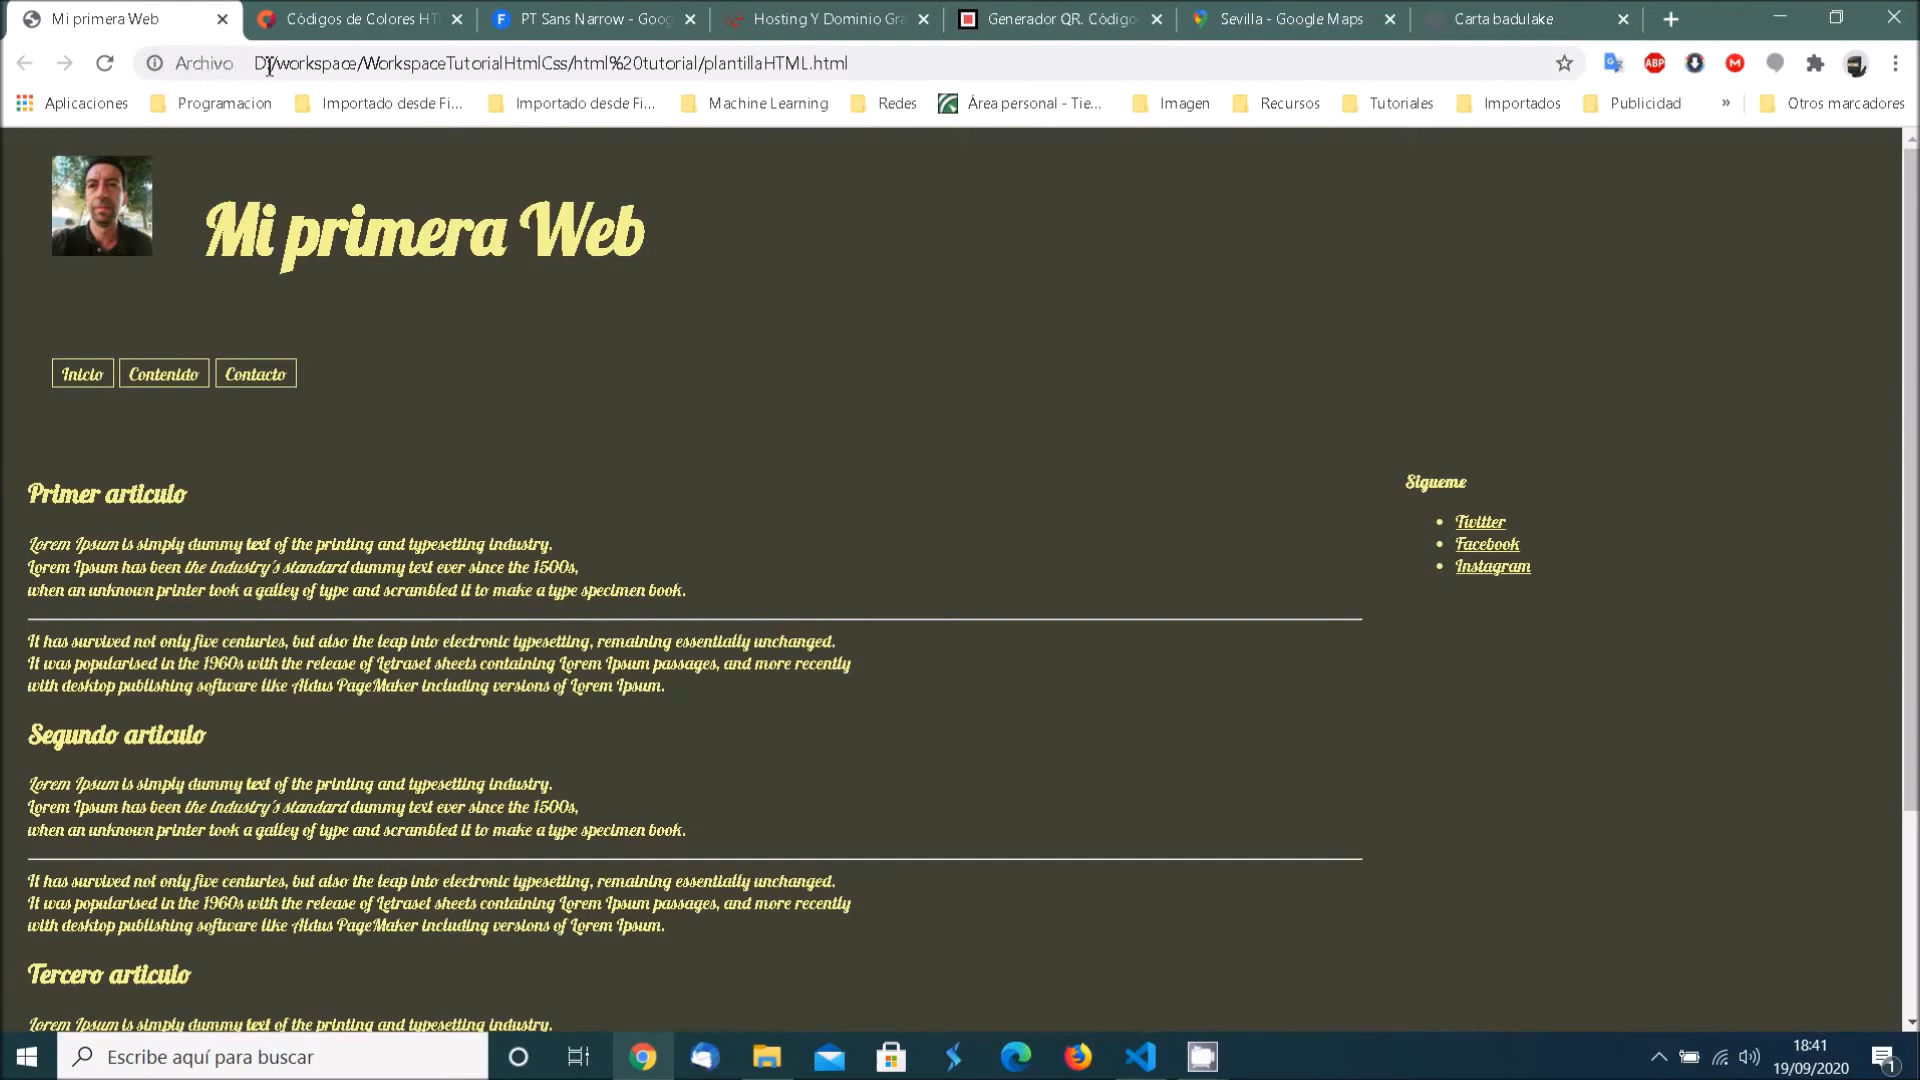 Mi primera Web
Códigos de Colores HT
PT Sans Narrow - Goog
Hosting Y Dominio Gra
Generador QR. Código
Sevilla - Google Maps
Carta badulake
Archivo D:/workspace/WorkspaceTutorialHtmlCss/html%20tutorial/plantillaHTML.html
ABP
Aplicaciones
Programacion
Importado desde Fi...
Importado desde Fi...
Machine Learning
Redes
Área personal - Tie...
Imagen
Recursos
Tutoriales
Importados
Publicidad
»
Otros marcadores
Mi primera Web
Inicio
Contenido
Contacto
Primer articulo
Lorem Ipsum is simply dummy text of the printing and typesetting industry.
Lorem Ipsum has been the industry's standard dummy text ever since the 1500s,
when an unknown printer took a galley of type and scrambled it to make a type specimen book.
It has survived not only five centuries, but also the leap into electronic typesetting, remaining essentially unchanged.
It was popularised in the 1960s with the release of Letraset sheets containing Lorem Ipsum passages, and more recently
with desktop publishing software like Aldus PageMaker including versions of Lorem Ipsum.
Segundo articulo
Lorem Ipsum is simply dummy text of the printing and typesetting industry.
Lorem Ipsum has been the industry's standard dummy text ever since the 1500s,
when an unknown printer took a galley of type and scrambled it to make a type specimen book.
It has survived not only five centuries, but also the leap into electronic typesetting, remaining essentially unchanged.
It was popularised in the 1960s with the release of Letraset sheets containing Lorem Ipsum passages, and more recently
with desktop publishing software like Aldus PageMaker including versions of Lorem Ipsum.
Tercero articulo
Lorem Ipsum is simply dummy text of the printing and typesetting industry.
Sigueme
Twitter
Facebook
Instagram
Escribe aquí para buscar
18:41
19/09/2020
1